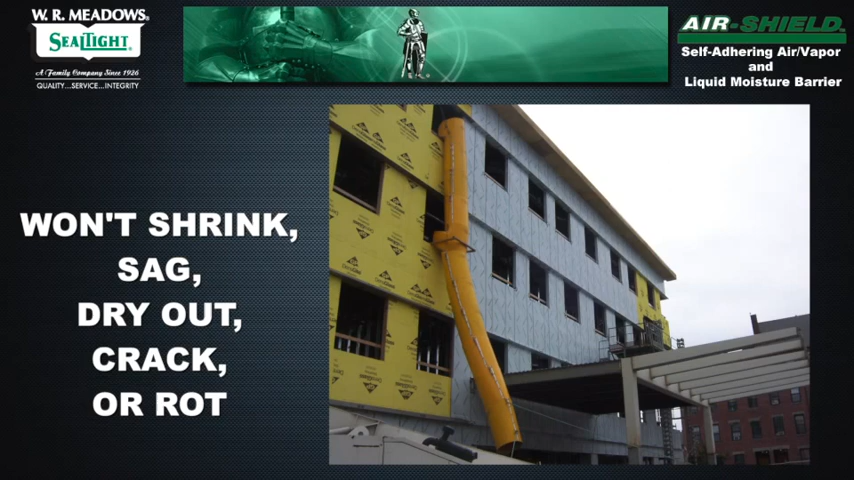 W. R. MEADOWS®
SEALTIGHT®
A Family Company Since 1926
QUALITY...SERVICE...INTEGRITY
AIR-SHIELD™
Self-Adhering Air/Vapor
and
Liquid Moisture Barrier
WON'T SHRINK,
SAG,
DRY OUT,
CRACK,
OR ROT